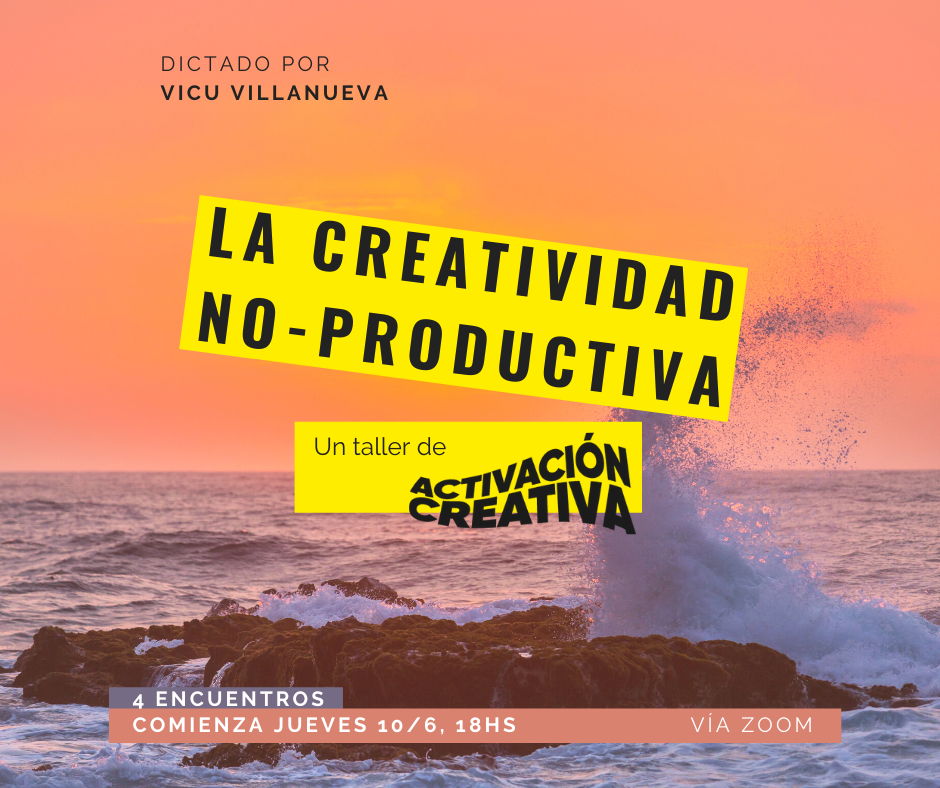 DICTADO POR
VICU VILLANUEVA
LA CREATIVIDAD
NO-PRODUCTIVA
Un taller de
ACTIVACIÓN
CREATIVA
4 ENCUENTROS
COMIENZA JUEVES 10/6, 18HS
VÍA ZOOM